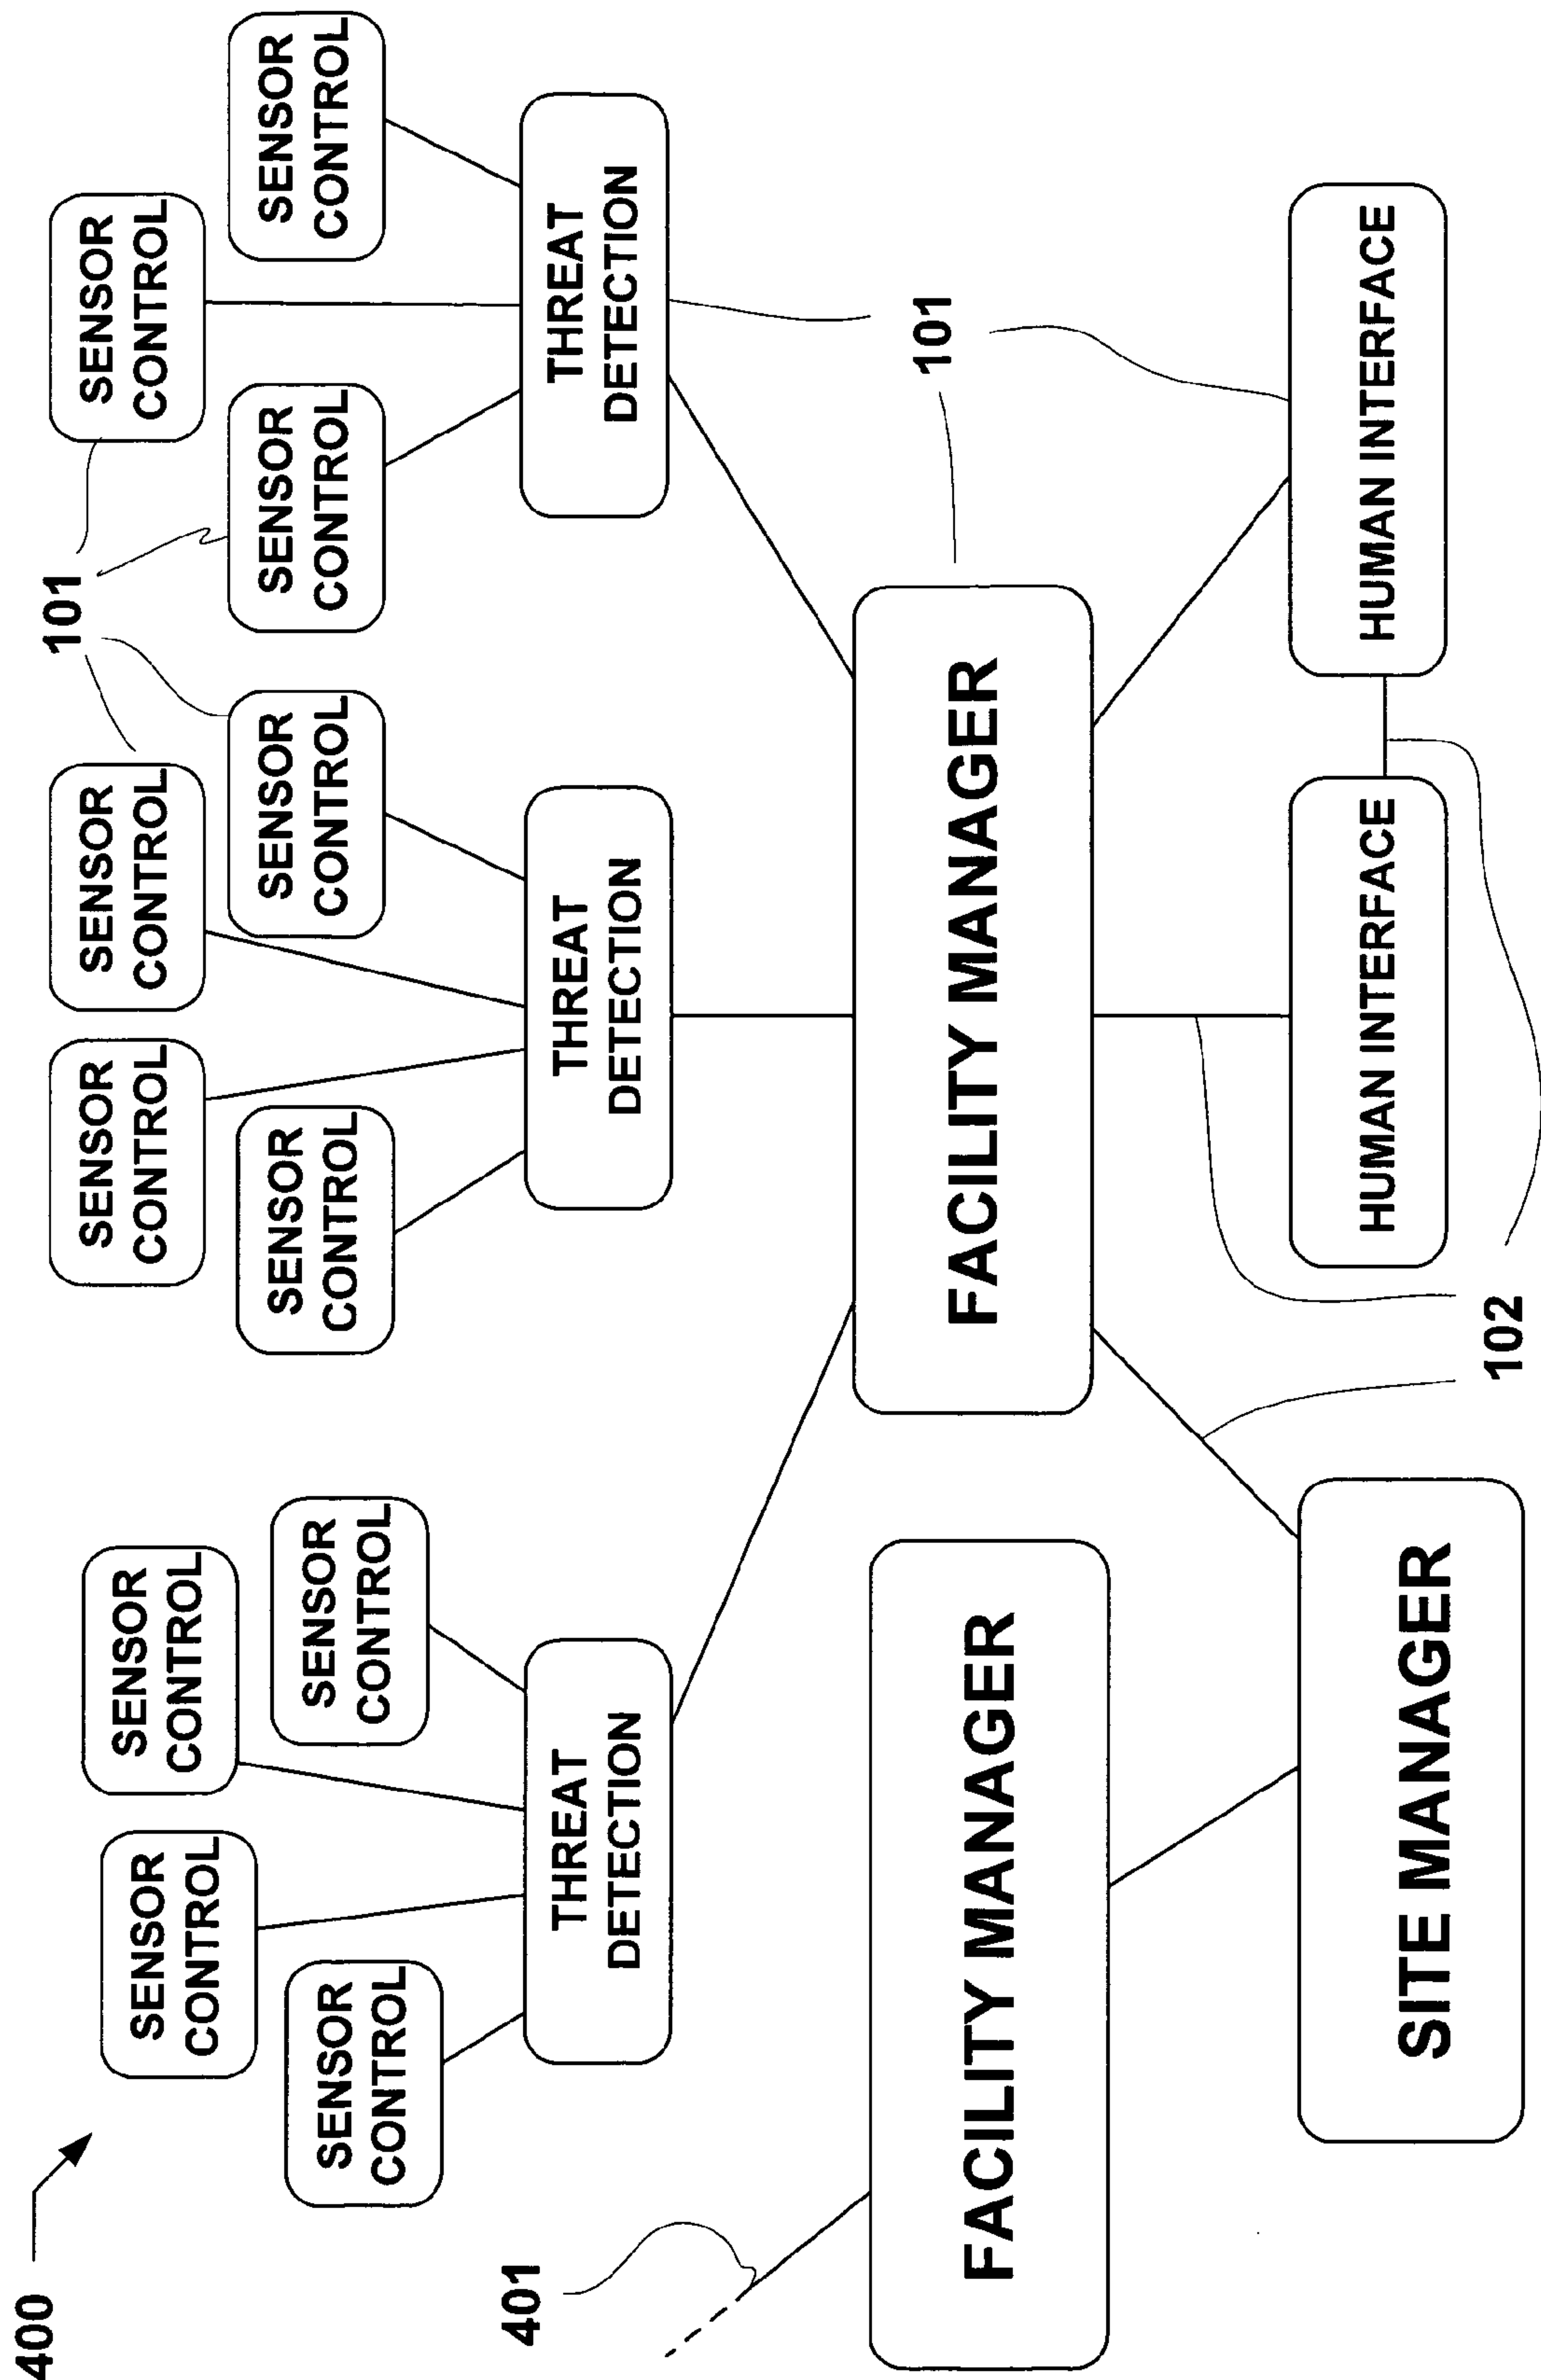 400
101
SENSOR
CONTROL
SENSOR
CONTROL
SENSOR
CONTROL
SENSOR
CONTROL
SENSOR
CONTROL
SENSOR
CONTROL
SENSOR
CONTROL
SENSOR
CONTROL
SENSOR
CONTROL
SENSOR
CONTROL
SENSOR
CONTROL
401
THREAT
DETECTION
THREAT
DETECTION
THREAT
DETECTION
101
FACILITY MANAGER
FACILITY MANAGER
SITE MANAGER
HUMAN INTERFACE
HUMAN INTERFACE
102